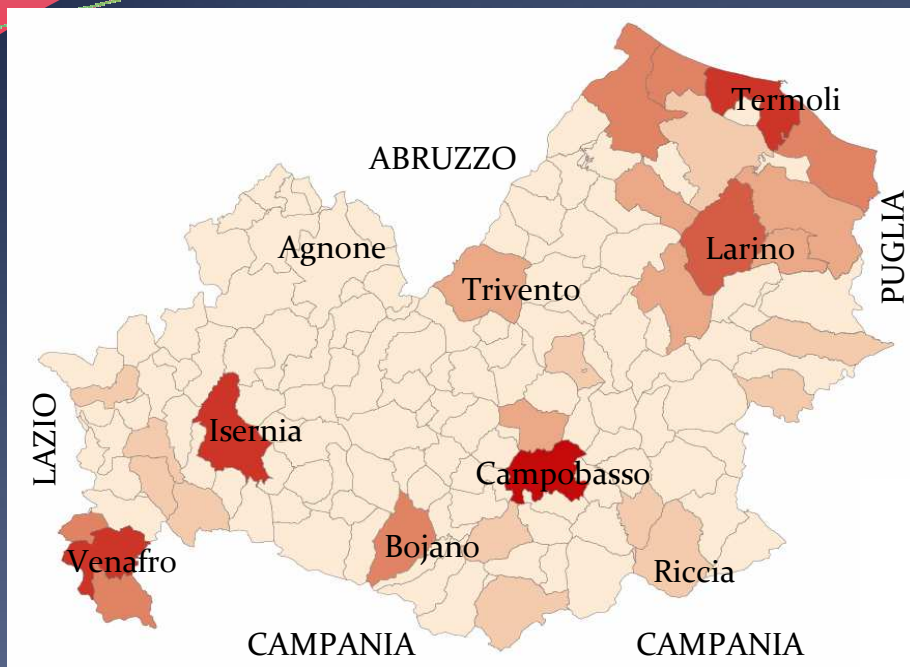 Termoli
ABRUZZO
PUGLIA
Agnone
Larino
Trivento
LAZIO
Isernia
Campobasso
Venafro
Bojano
Riccia
CAMPANIA
CAMPANIA